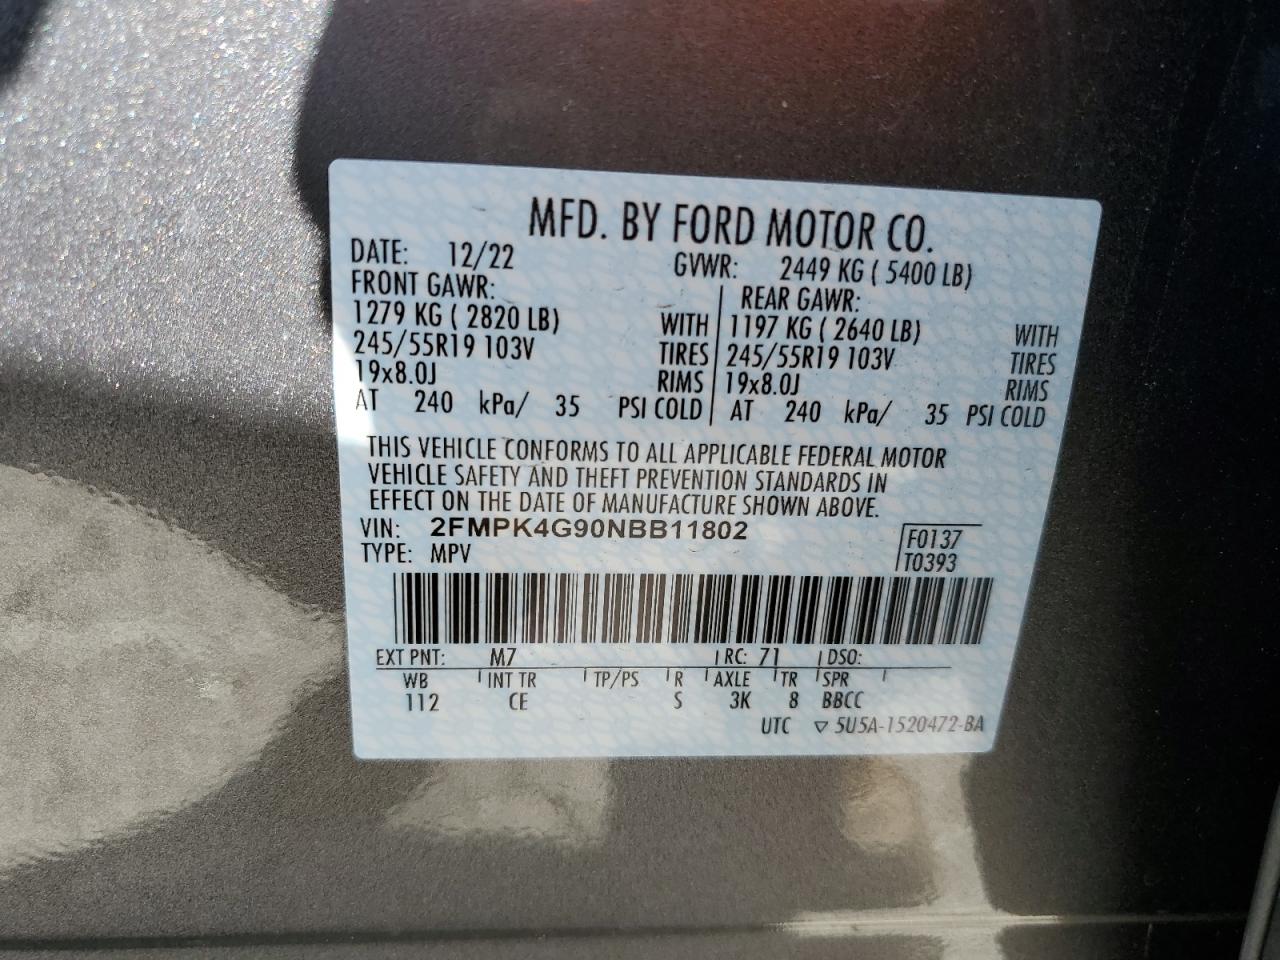 MFD. BY FORD MOTOR CO.
DATE: 12/22 GVWR: 2449 KG ( 5400 LB)
FRONT GAWR: REAR GAWR:
1279 KG ( 2820 LB) WITH 1197 KG ( 2640 LB) WITH
245/55R19 103V TIRES 245/55R19 103V TIRES
19x8.0J RIMS 19x8.0J RIMS
AT 240 kPa/ 35 PSI COLD AT 240 kPa/ 35 PSI COLD
THIS VEHICLE CONFORMS TO ALL APPLICABLE FEDERAL MOTOR
VEHICLE SAFETY AND THEFT PREVENTION STANDARDS IN
EFFECT ON THE DATE OF MANUFACTURE SHOWN ABOVE.
VIN: 2FMPK4G90NBB11802 F0137
TYPE: MPV T0393
EXT PNT: M7 RC: 71 DSO:
WB INT TR TP/PS R AXLE TR SPR
112 CE S 3K 8 BBCC
UTC ▽ 5U5A-1520472-BA